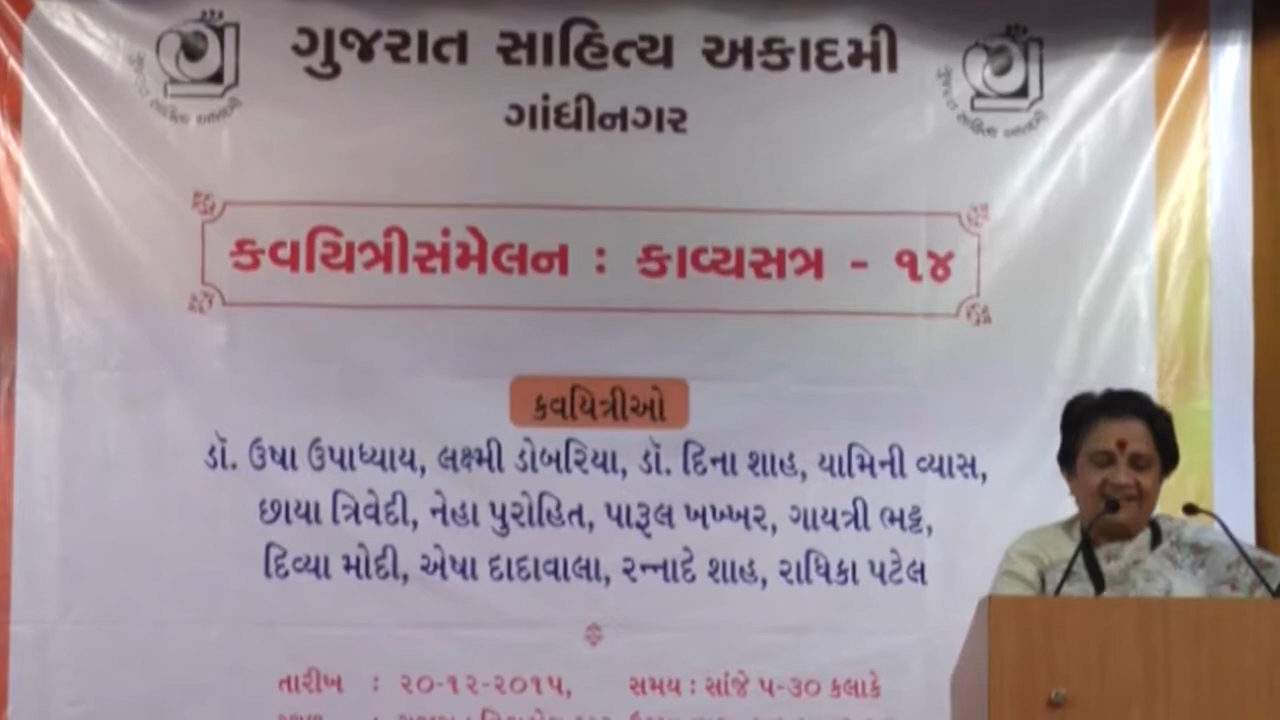 ગુજરાત સાહિત્ય અકાદમી
ગાંધીનગર
કવયિત્રીસંમેલન : કાવ્યસત્ર - ૧૪
કવયિત્રીઓ
ડૉ. ઉષા ઉપાધ્યાય, લક્ષ્મી ડોબરિયા, ડૉ. દિના શાહ, યામિની વ્યાસ,
છાયા ત્રિવેદી, નેહા પુરોહિત, પારૂલ ખખ્ખર, ગાયત્રી ભટ્ટ,
દિવ્યા મોદી, એષા દાદાવાલા, રન્નાદે શાહ, રાધિકા પટેલ
તારીખ : ૨૦-૧૨-૨૦૧૫, સમય : સાંજે ૫-૩૦ કલાકે